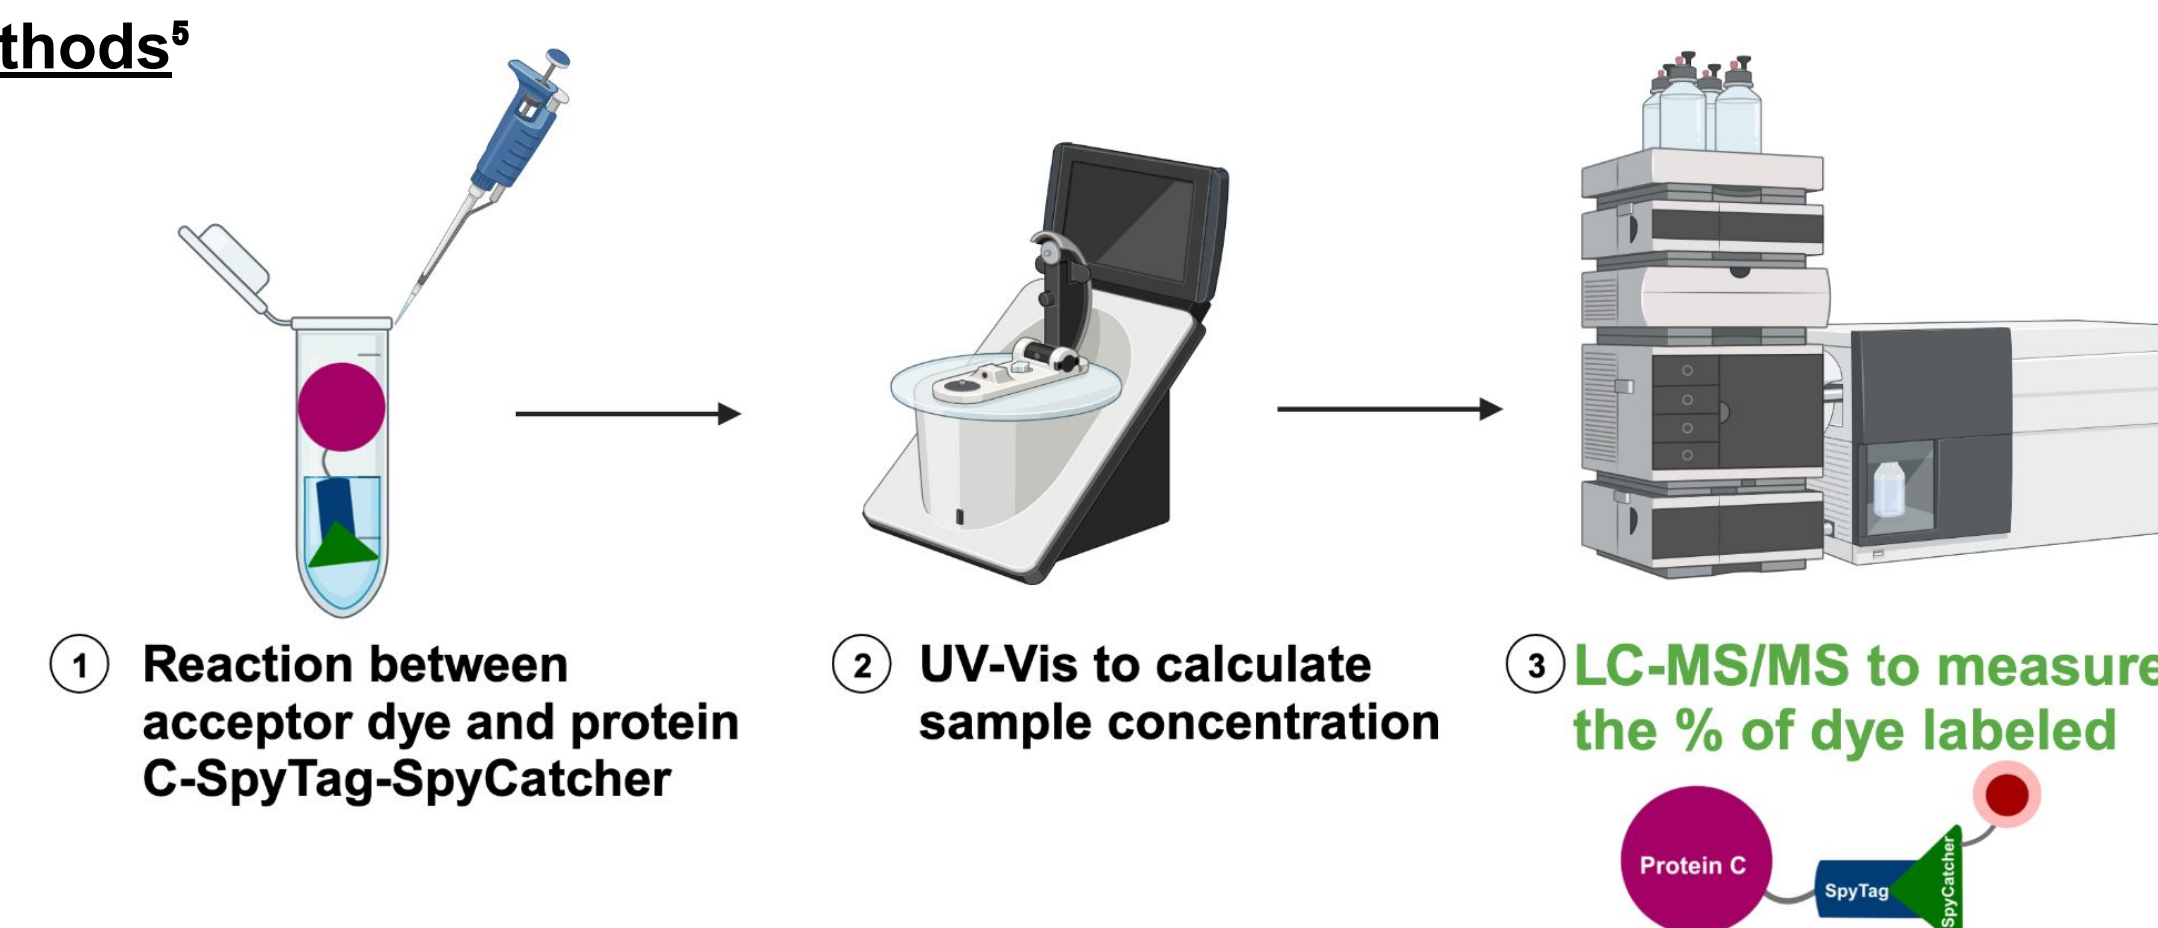 thods⁵
1 Reaction between
acceptor dye and protein
C-SpyTag-SpyCatcher
2 UV-Vis to calculate
sample concentration
3 LC-MS/MS to measure
the % of dye labeled
Protein C
SpyTag
SpyCatcher